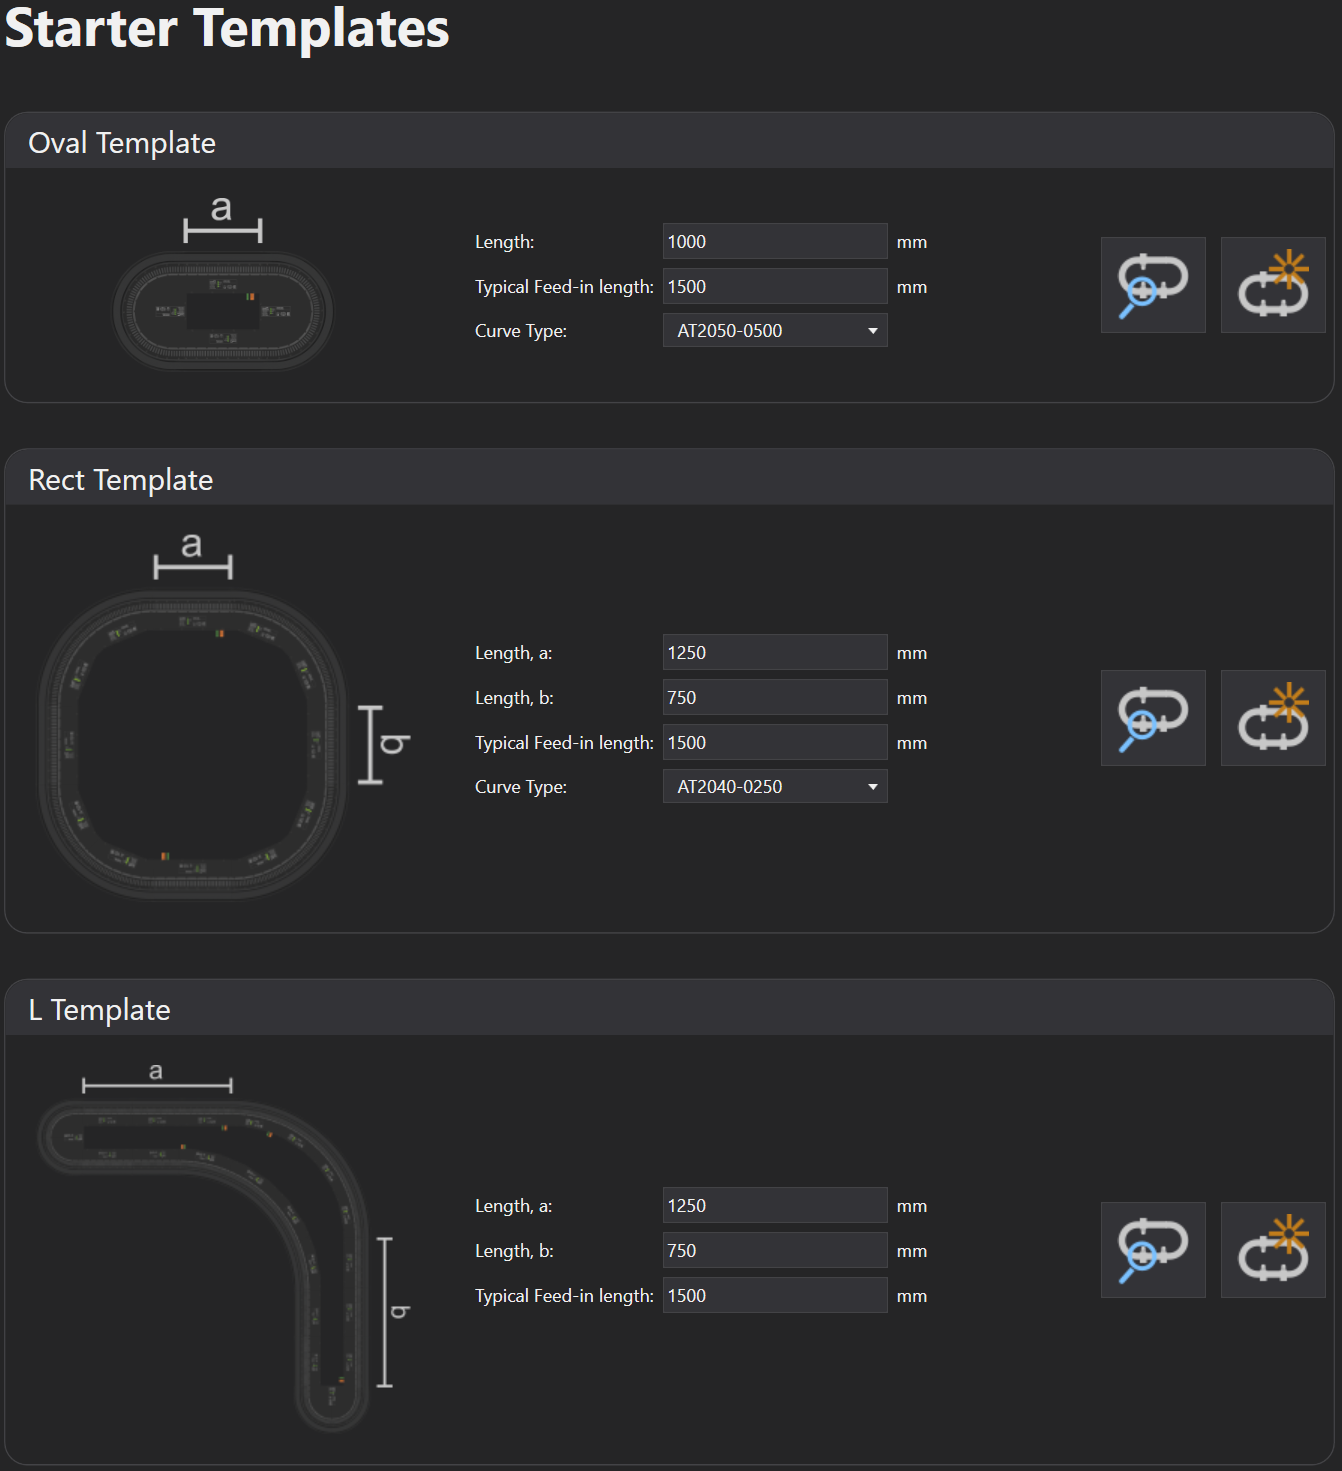 Starter Templates
Oval Template
a
Length: 1000 mm
Typical Feed-in length: 1500 mm
Curve Type: AT2050-0500
Rect Template
a
b
Length, a: 1250 mm
Length, b: 750 mm
Typical Feed-in length: 1500 mm
Curve Type: AT2040-0250
L Template
a
b
Length, a: 1250 mm
Length, b: 750 mm
Typical Feed-in length: 1500 mm